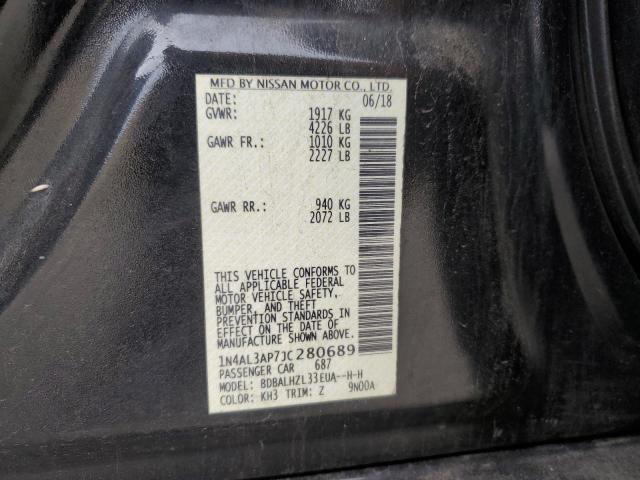 MFD BY NISSAN MOTOR CO., LTD.
DATE: 06/18
GVWR: 1917 KG
4226 LB
GAWR FR.: 1010 KG
2227 LB
GAWR RR.: 940 KG
2072 LB
THIS VEHICLE CONFORMS TO
ALL APPLICABLE FEDERAL
MOTOR VEHICLE SAFETY,
BUMPER, AND THEFT
PREVENTION STANDARDS IN
EFFECT ON THE DATE OF
MANUFACTURE SHOWN ABOVE.
1N4AL3AP7JC280689
PASSENGER CAR 687
MODEL: BDBALHZL33EUA--H-H
COLOR: KH3 TRIM: Z 9N00A